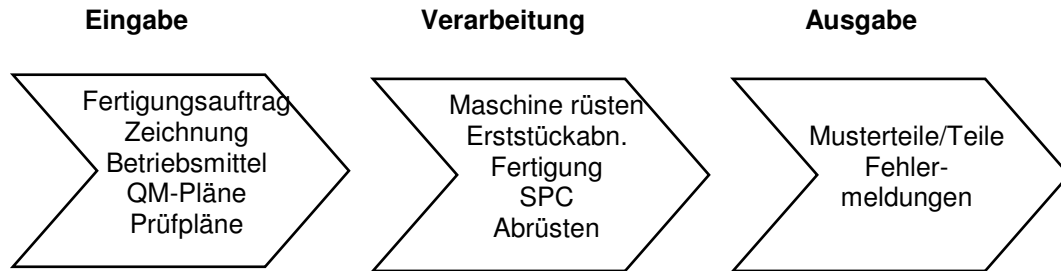 Eingabe
Verarbeitung
Ausgabe
Fertigungsauftrag
Zeichnung
Betriebsmittel
QM-Pläne
Prüfpläne
Maschine rüsten
Erststückabn.
Fertigung
SPC
Abrüsten
Musterteile/Teile
Fehler-
meldungen